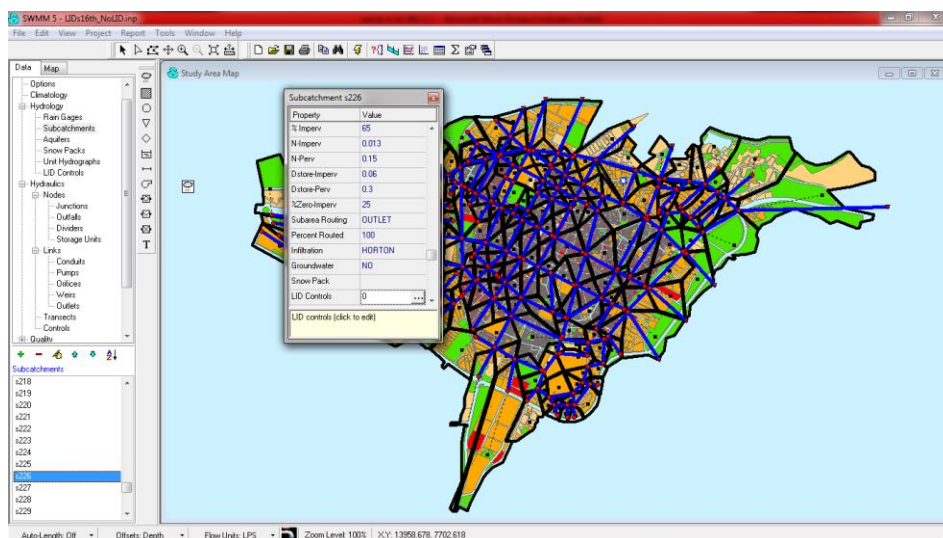 SWMM 5 - LIDs16th_NoLID.inp
File Edit View Project Report Tools Window Help
Data Map
Options
Climatology
Hydrology
Rain Gages
Subcatchments
Aquifers
Snow Packs
Unit Hydrographs
LID Controls
Hydraulics
Nodes
Junctions
Outfalls
Dividers
Storage Units
Links
Conduits
Pumps
Orifices
Weirs
Outlets
Transects
Controls
Quality
Subcatchments
s218
s219
s220
s221
s222
s223
s224
s225
s226
s227
s228
s229
T
Study Area Map
Subcatchment s226
Property Value
% Imperv 65
N-Imperv 0.013
N-Perv 0.15
Dstore-Imperv 0.06
Dstore-Perv 0.3
%Zero-Imperv 25
Subarea Routing OUTLET
Percent Routed 100
Infiltration HORTON
Groundwater NO
Snow Pack
LID Controls 0 ...
LID controls (click to edit)
Auto-Length: Off Offsets: Depth Flow Units: LPS Zoom Level: 100% X,Y: 13958.678, 7702.618